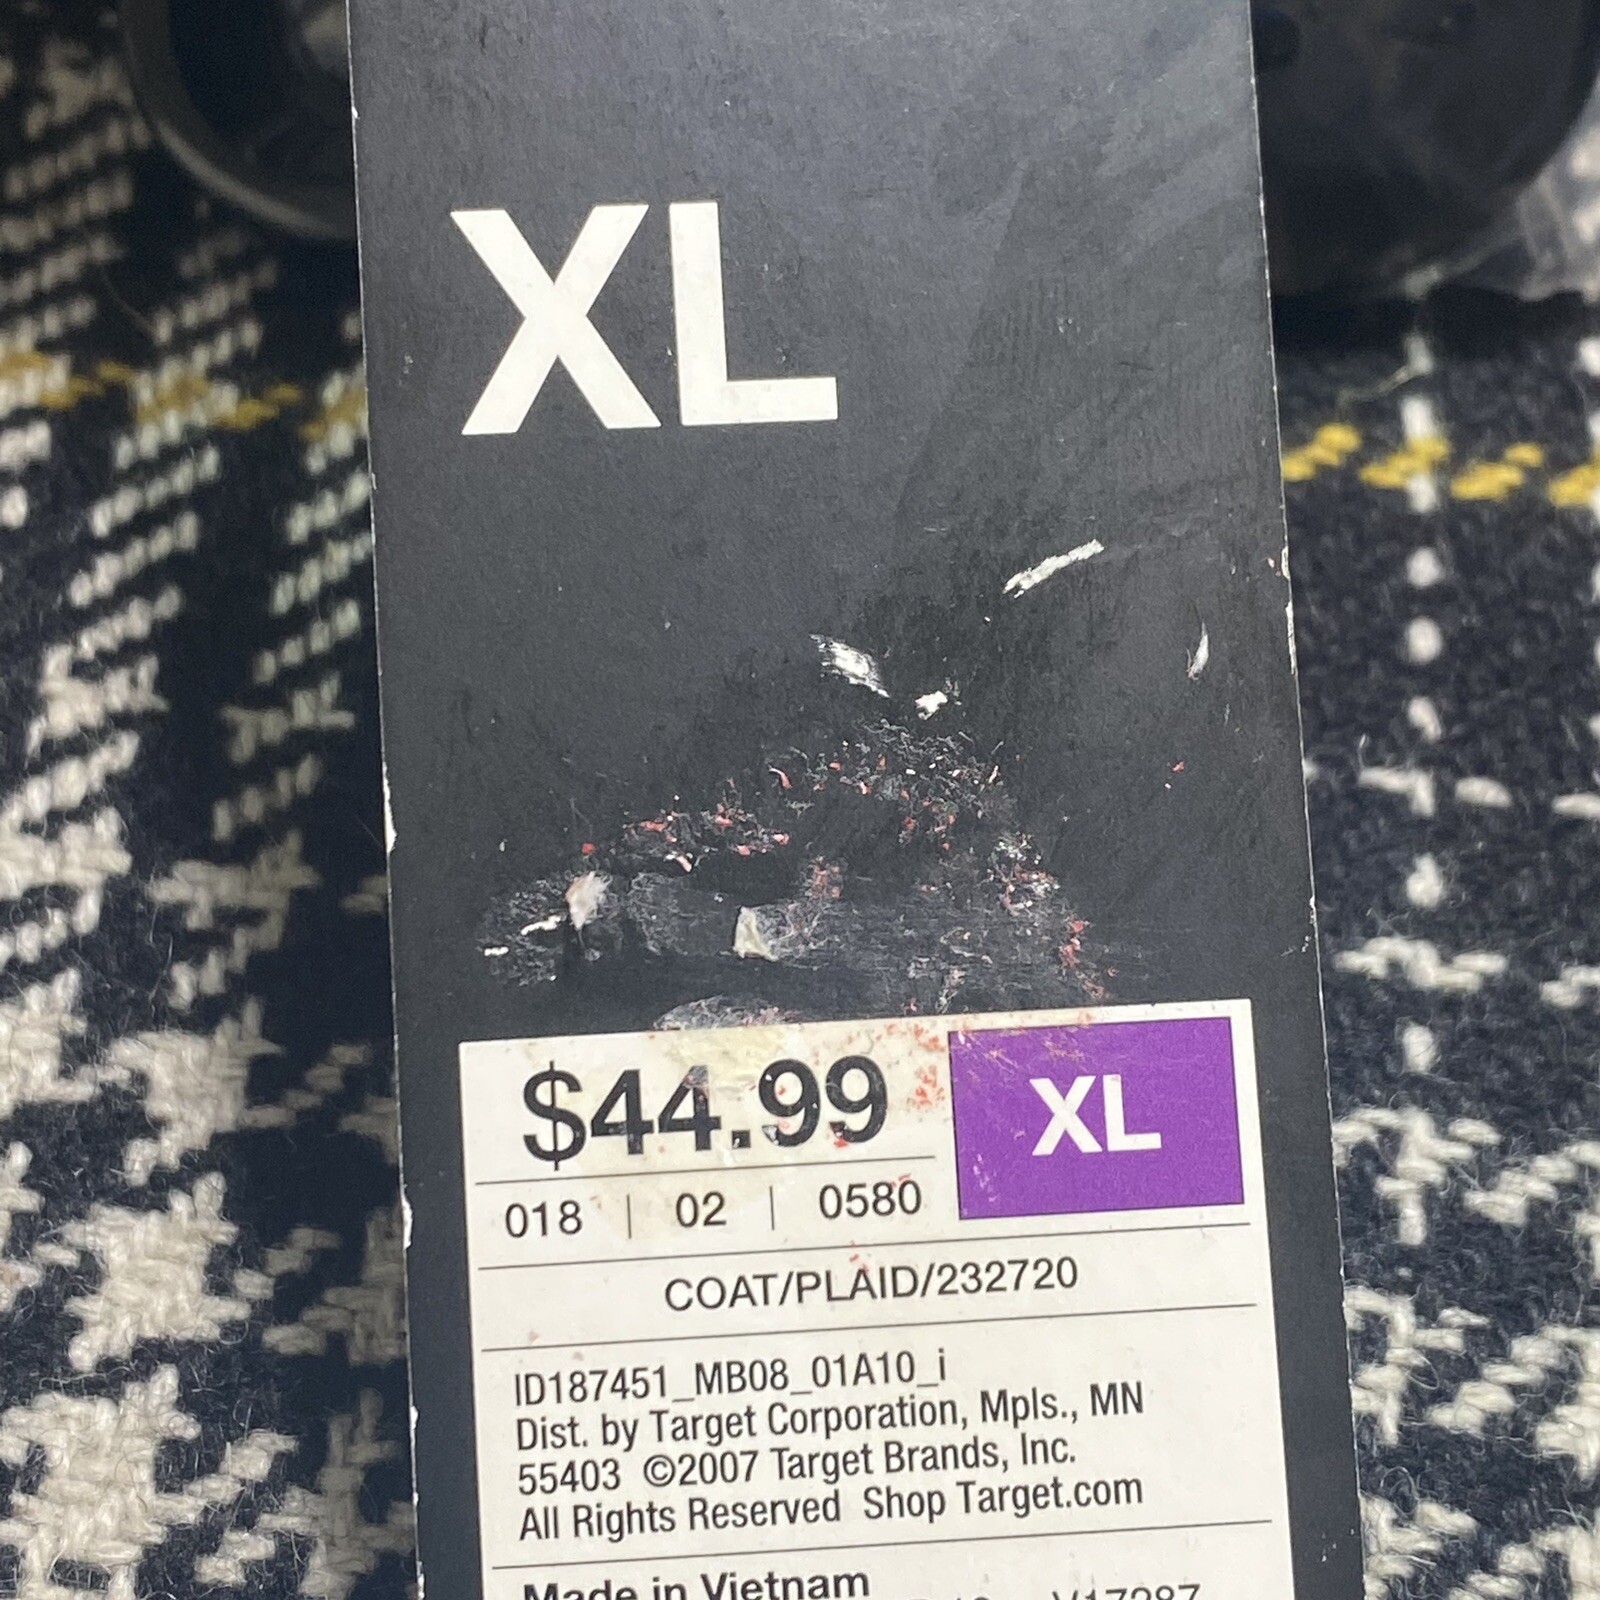 XL
$44.99 XL
018 | 02 | 0580
COAT/PLAID/232720
ID187451_MB08_01A10_i
Dist. by Target Corporation, Mpls., MN
55403 ©2007 Target Brands, Inc.
All Rights Reserved Shop Target.com
Made in Vietnam